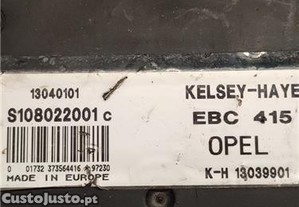 13040101
S108022001 C
0 01732 373564416 *97230
MADE IN EUROPE
KELSEY-HAYE
EBC 415
OPEL
K-H 13039901
CustoJusto.pt